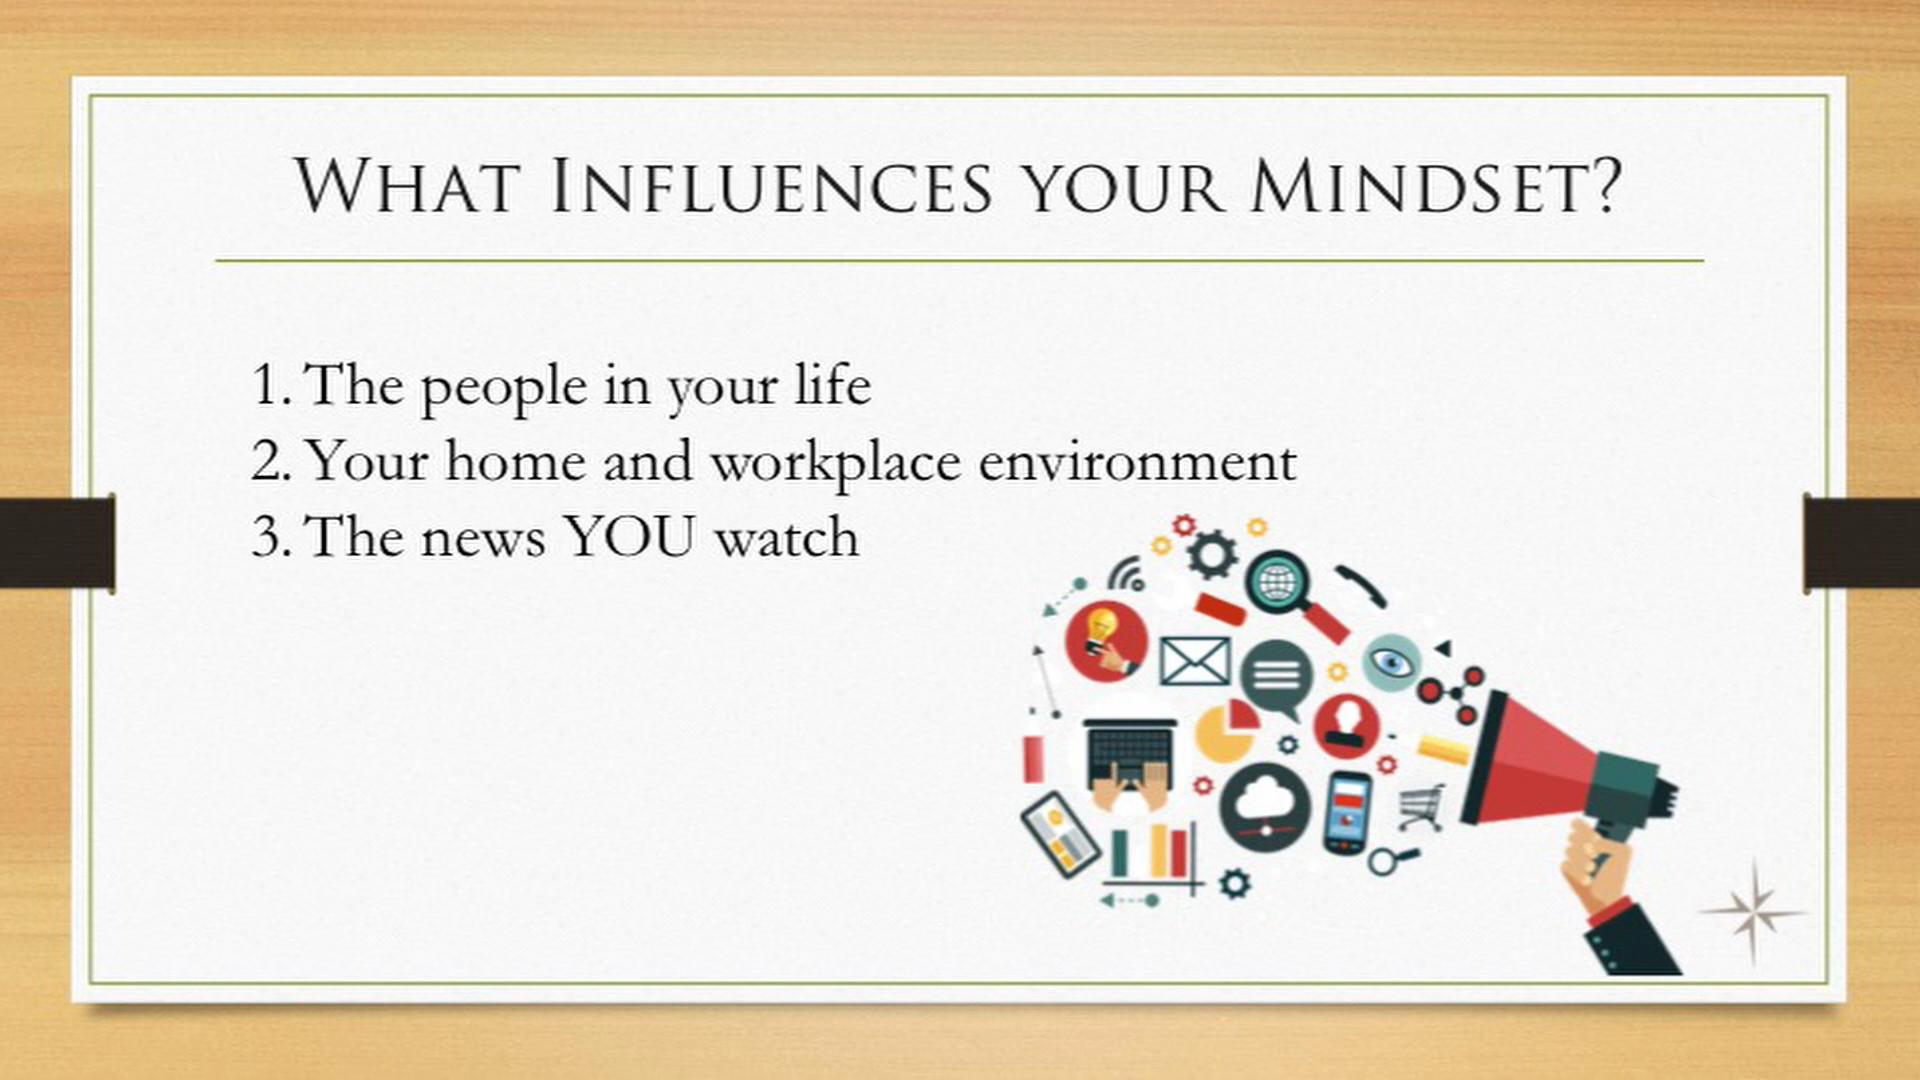 What Influences your Mindset?
1. The people in your life
2. Your home and workplace environment
3. The news YOU watch